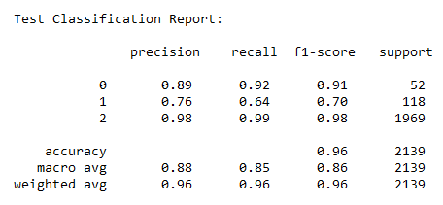 Test Classification Report:
precision recall f1-score support
0 0.89 0.92 0.91 52
1 0.76 0.64 0.70 118
2 0.98 0.99 0.98 1969
accuracy 0.96 2139
macro avg 0.88 0.85 0.86 2139
weighted avg 0.96 0.96 0.96 2139